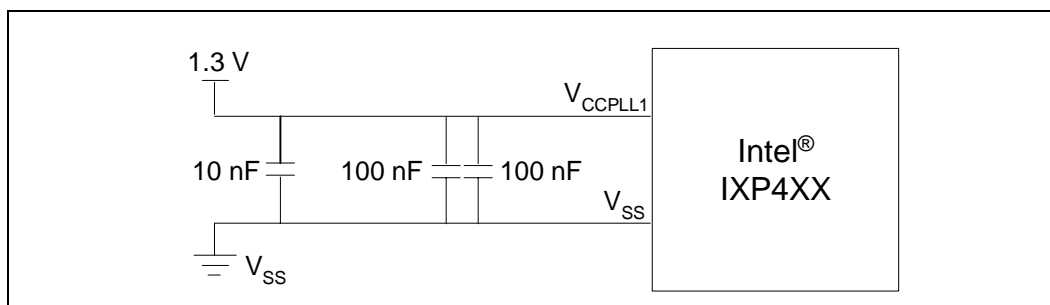 1.3 V
V_CCPLL1
10 nF
100 nF
100 nF
Intel®
IXP4XX
V_SS
V_SS